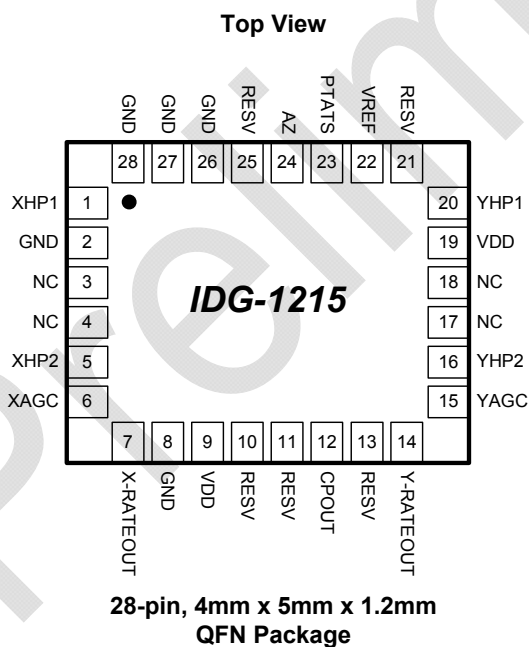 Top View
GND GND GND RESV AZ PTATS VREF RESV
28 27 26 25 24 23 22 21
XHP1 1 20 YHP1
GND 2 19 VDD
NC 3 18 NC
IDG-1215
NC 4 17 NC
XHP2 5 16 YHP2
XAGC 6 15 YAGC
7 8 9 10 11 12 13 14
X-RATEOUT GND VDD RESV RESV CPOUT RESV Y-RATEOUT
28-pin, 4mm x 5mm x 1.2mm
QFN Package
Prelim